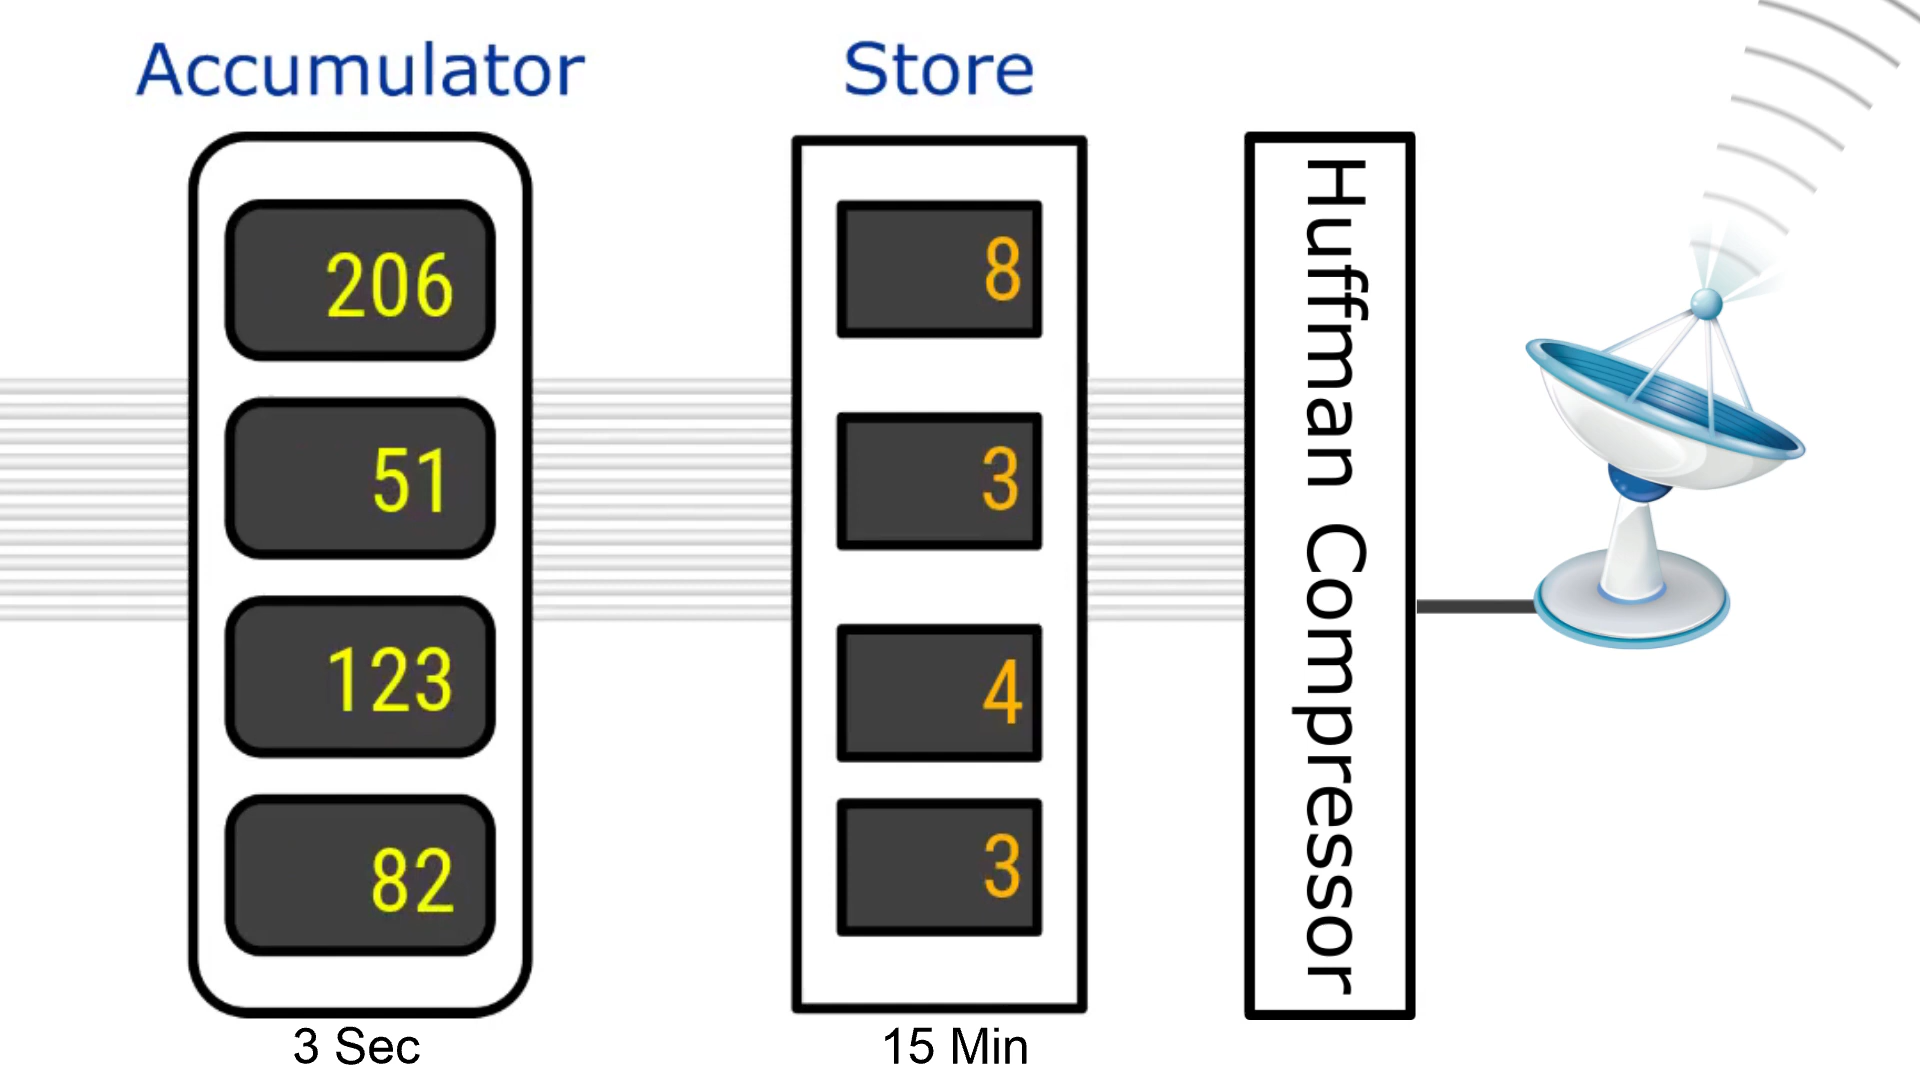 Accumulator
206
51
123
82
3 Sec
Store
8
3
4
3
15 Min
Huffman Compressor